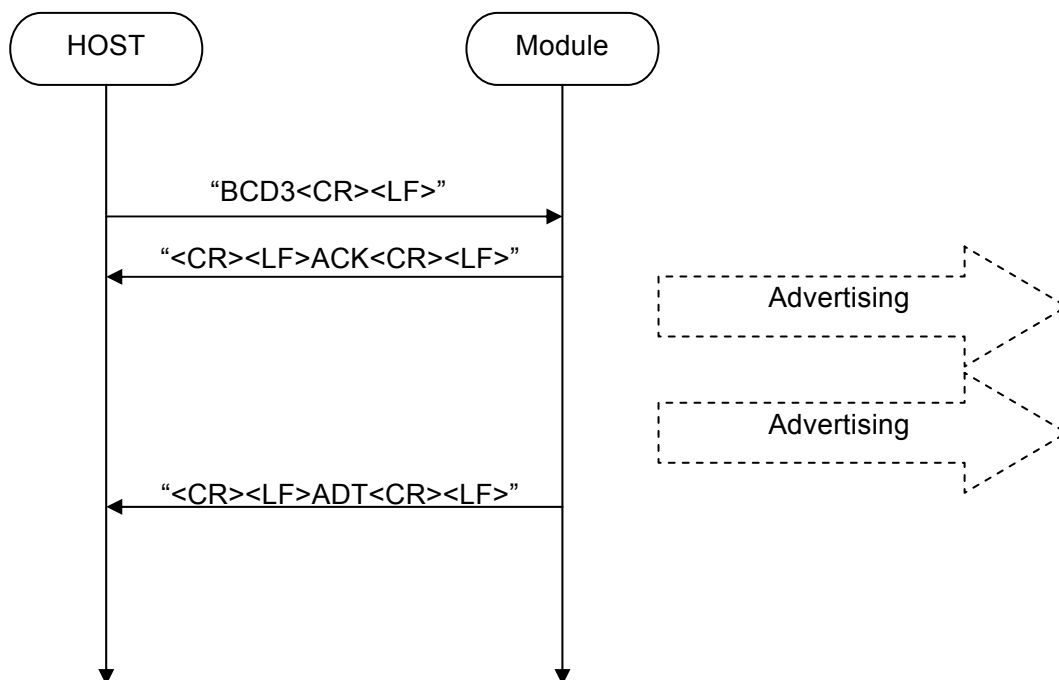 HOST
Module
“BCD3<CR><LF>”
“<CR><LF>ACK<CR><LF>”
Advertising
Advertising
“<CR><LF>ADT<CR><LF>”